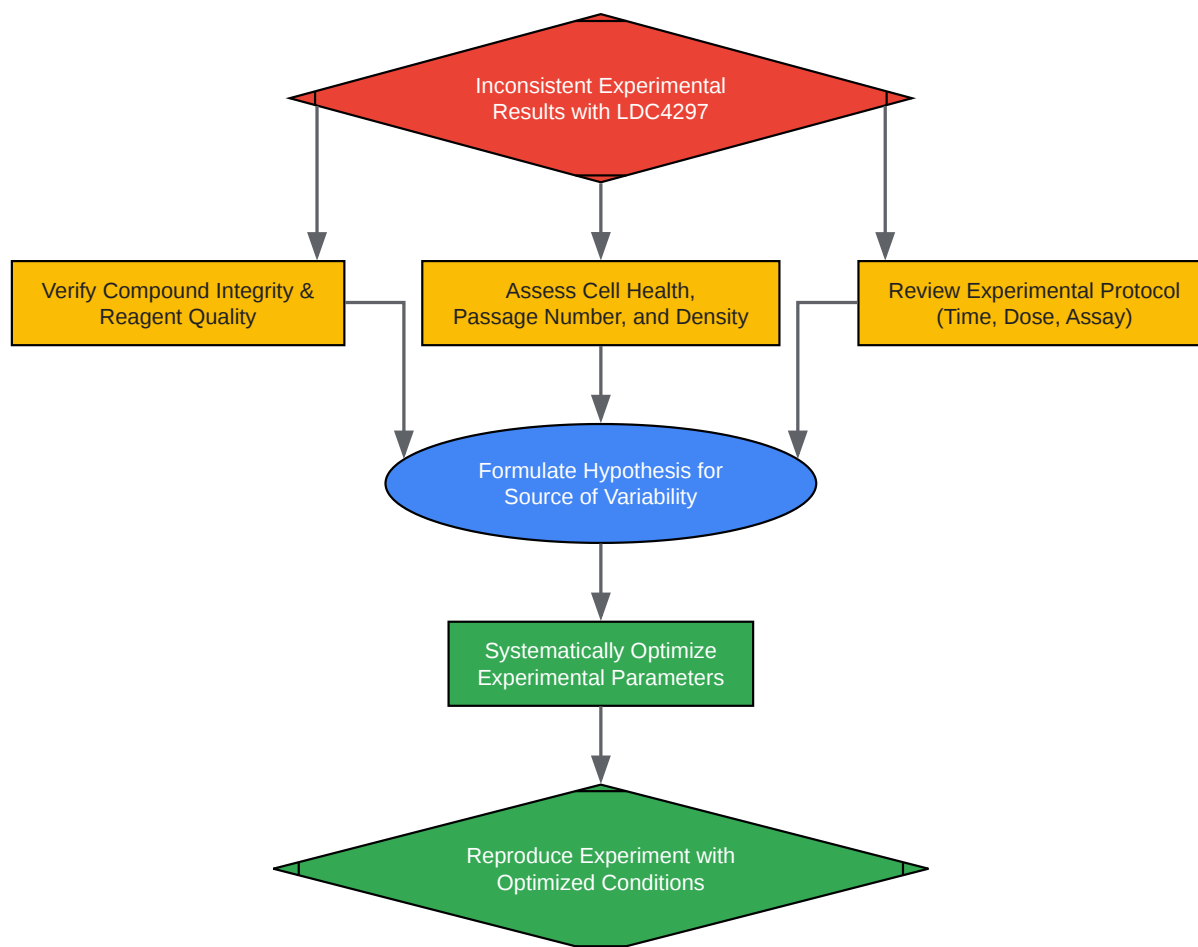 Inconsistent Experimental
Results with LDC4297
Verify Compound Integrity &
Reagent Quality
Assess Cell Health,
Passage Number, and Density
Review Experimental Protocol
(Time, Dose, Assay)
Formulate Hypothesis for
Source of Variability
Systematically Optimize
Experimental Parameters
Reproduce Experiment with
Optimized Conditions